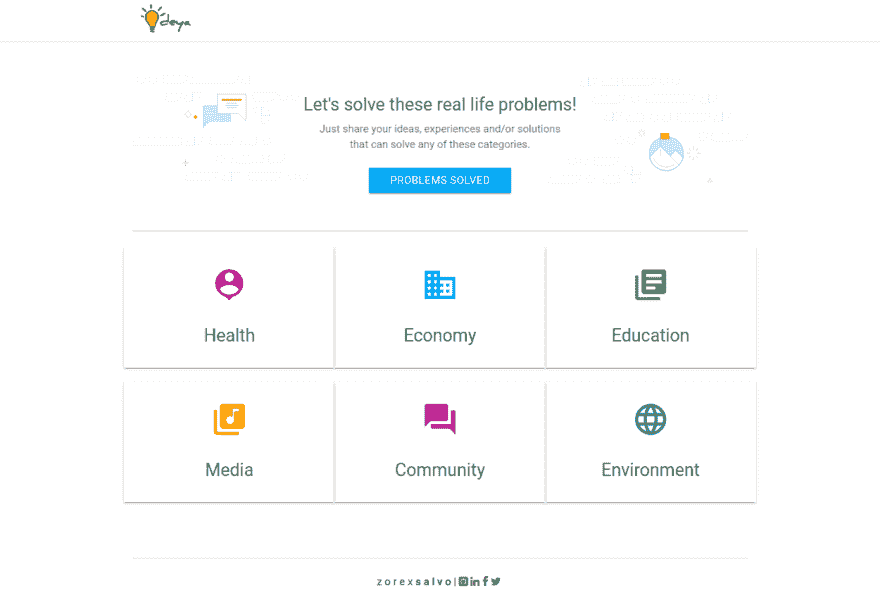 deya
Let's solve these real life problems!
Just share your ideas, experiences and/or solutions
that can solve any of these categories.
PROBLEMS SOLVED
Health
Economy
Education
Media
Community
Environment
zorexsalvo|